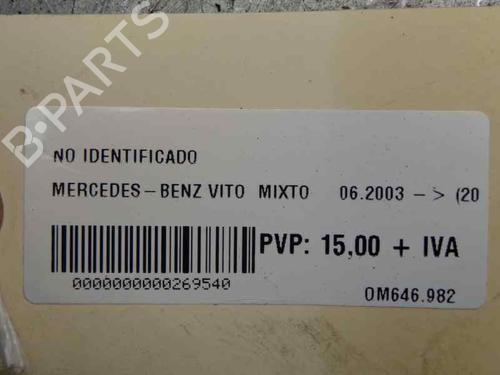 B-PARTS
NO IDENTIFICADO
MERCEDES-BENZ VITO MIXTO 06.2003 -> (20
PVP: 15,00 + IVA
0000000000269540
OM646.982